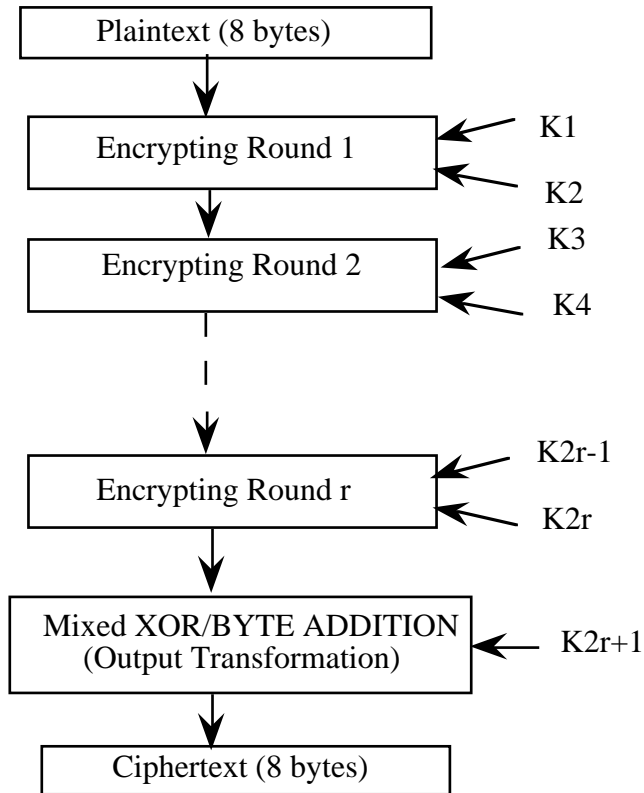 Plaintext (8 bytes)
Encrypting Round 1
K1
K2
Encrypting Round 2
K3
K4
Encrypting Round r
K2r-1
K2r
Mixed XOR/BYTE ADDITION
(Output Transformation)
K2r+1
Ciphertext (8 bytes)